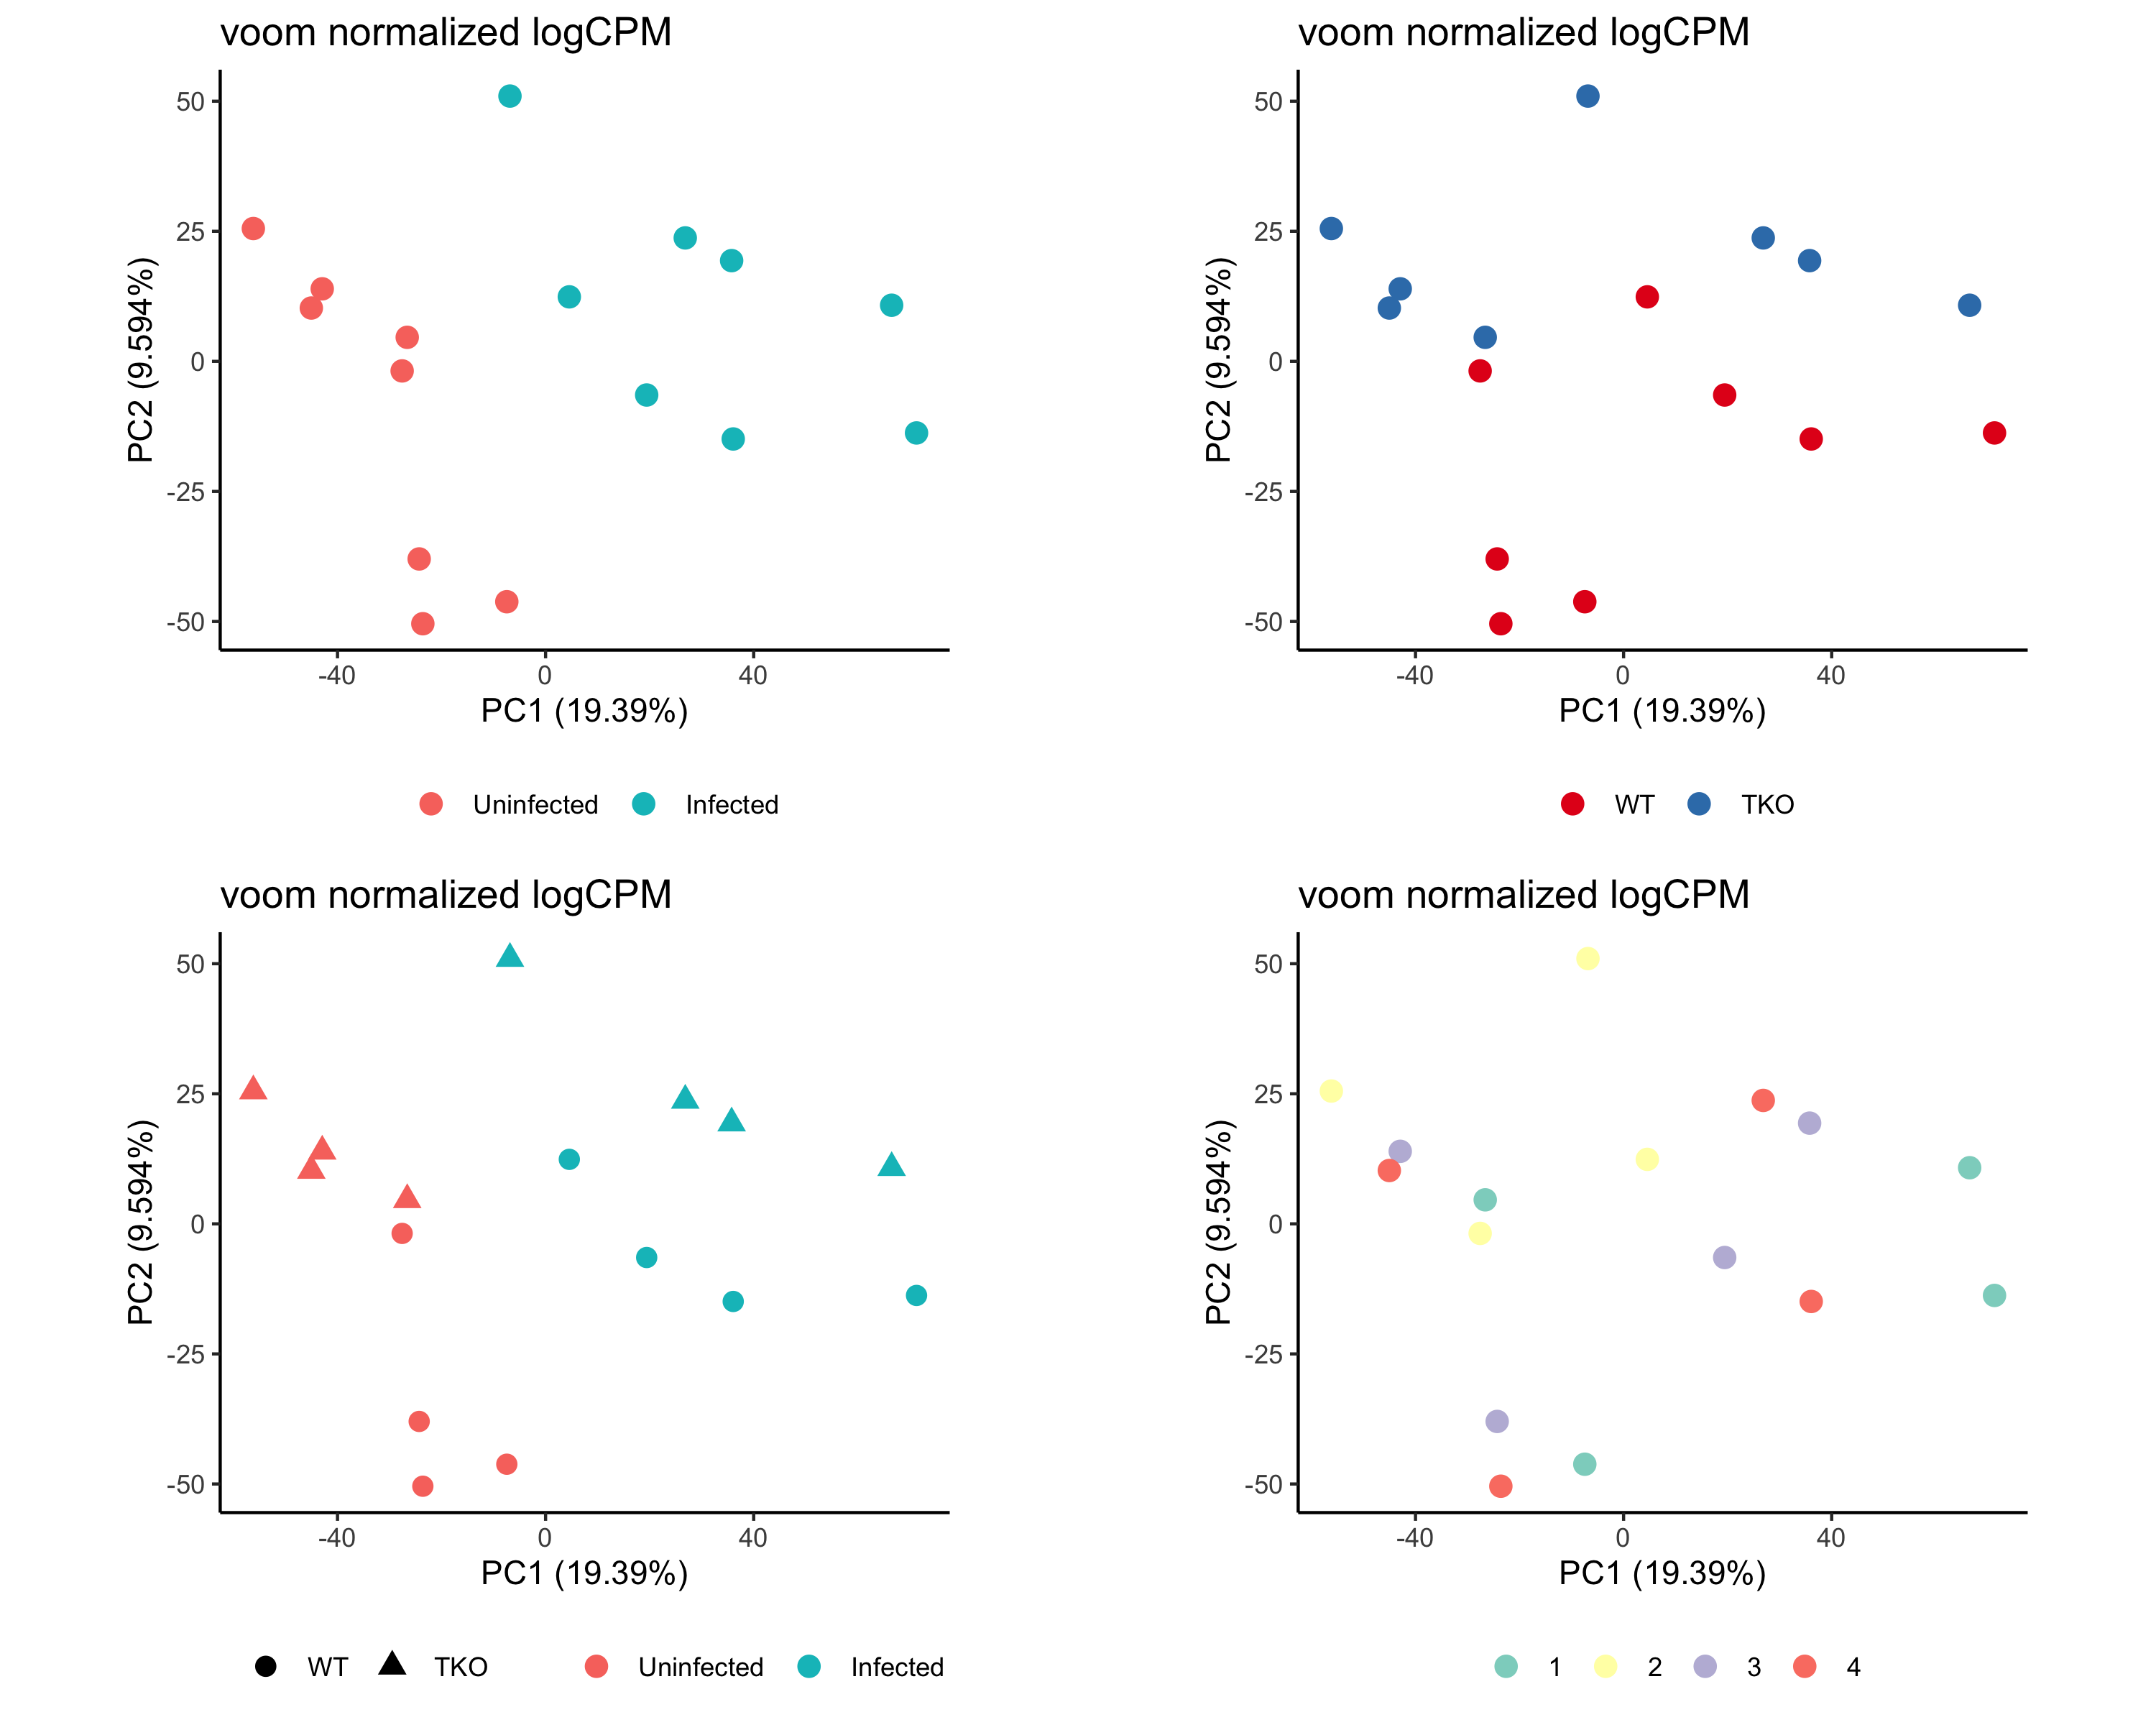 voom normalized logCPM
50
25
0
-25
-50
PC2 (9.594%)
-40 0 40
PC1 (19.39%)
Uninfected Infected
voom normalized logCPM
50
25
0
-25
-50
PC2 (9.594%)
-40 0 40
PC1 (19.39%)
WT TKO
voom normalized logCPM
50
25
0
-25
-50
PC2 (9.594%)
-40 0 40
PC1 (19.39%)
WT TKO Uninfected Infected
voom normalized logCPM
50
25
0
-25
-50
PC2 (9.594%)
-40 0 40
PC1 (19.39%)
1 2 3 4